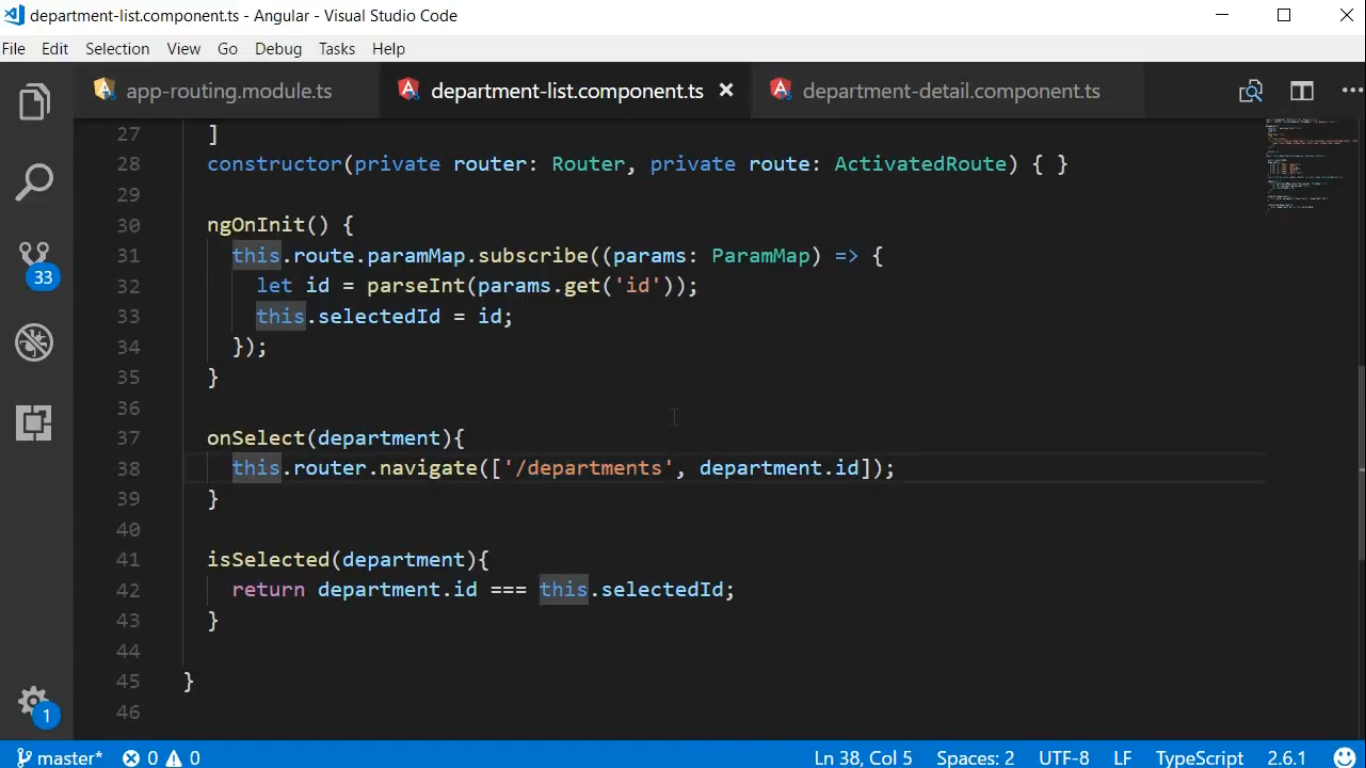 department-list.component.ts - Angular - Visual Studio Code
File Edit Selection View Go Debug Tasks Help
app-routing.module.ts department-list.component.ts department-detail.component.ts
27 ]
28 constructor(private router: Router, private route: ActivatedRoute) { }
29
30 ngOnInit() {
31 this.route.paramMap.subscribe((params: ParamMap) => {
32 let id = parseInt(params.get('id'));
33 this.selectedId = id;
34 });
35 }
36
37 onSelect(department){
38 this.router.navigate(['/departments', department.id]);
39 }
40
41 isSelected(department){
42 return department.id === this.selectedId;
43 }
44
45 }
46
33
1
master* 0 0 Ln 38, Col 5 Spaces: 2 UTF-8 LF TypeScript 2.6.1